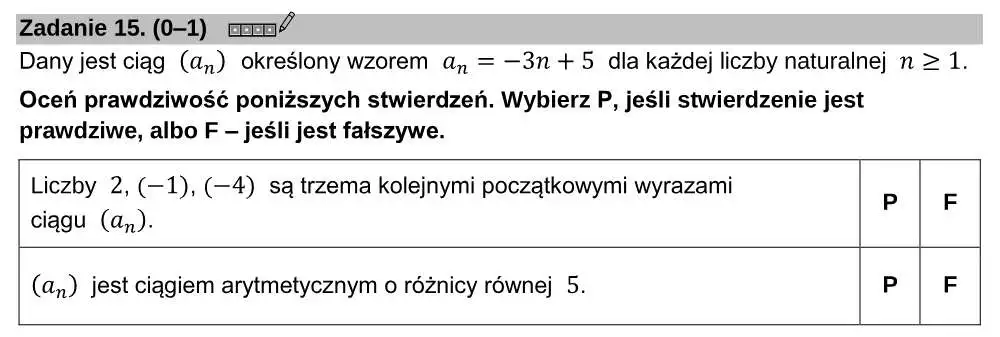 Zadanie 15. (0–1)
Dany jest ciąg (aₙ) określony wzorem aₙ = −3n + 5 dla każdej liczby naturalnej n ≥ 1.
Oceń prawdziwość poniższych stwierdzeń. Wybierz P, jeśli stwierdzenie jest
prawdziwe, albo F – jeśli jest fałszywe.
Liczby 2, (−1), (−4) są trzema kolejnymi początkowymi wyrazami
ciągu (aₙ).
P F
(aₙ) jest ciągiem arytmetycznym o różnicy równej 5. P F